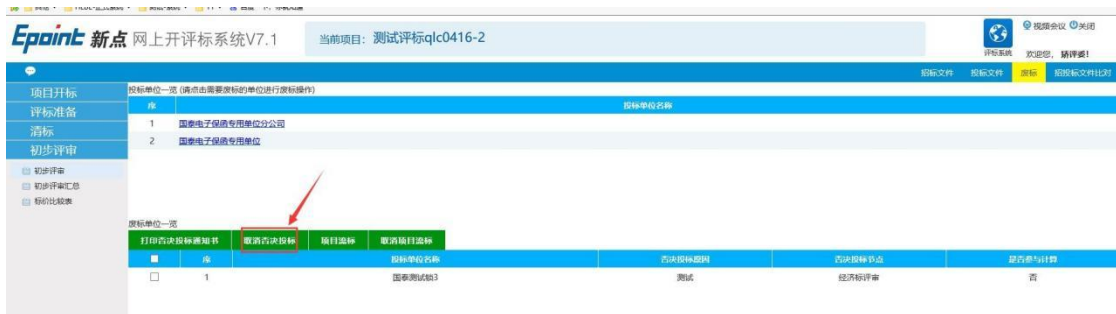 Epoint 新点 网上开评标系统V7.1
当前项目：测试评标qlc0416-2
视频会议 关闭
评标系统 欢迎您，
招标文件 投标文件 废标 招投标文件比对
项目开标
评标准备
清标
初步评审
初步评审
初步评审汇总
标价比较表
投标单位一览 (请点击需要废标的单位进行废标操作)
序 投标单位名称
1 国泰电子保函专用单位分公司
2 国泰电子保函专用单位
废标单位一览
打印否决投标通知书 取消否决投标 项目流标 取消项目流标
序 投标单位名称 否决投标原因 否决投标节点 是否参与计算
1 国泰测试锁3 测试 经济标评审 否